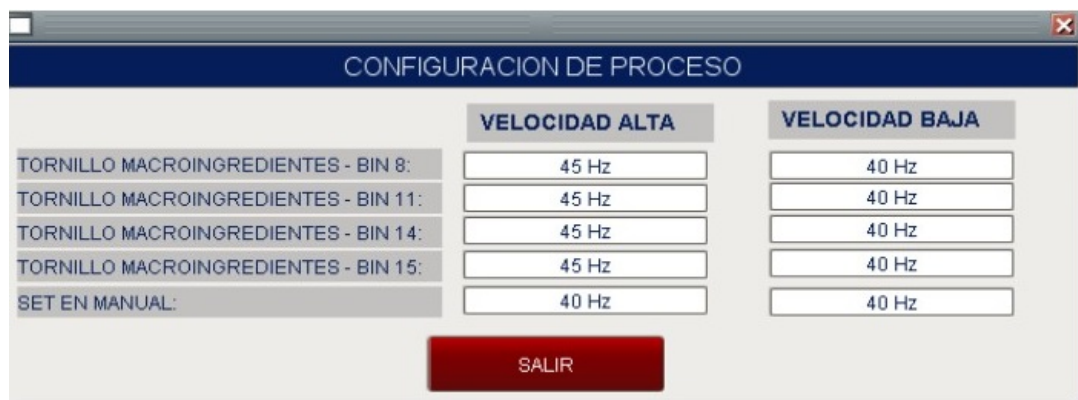 CONFIGURACION DE PROCESO
VELOCIDAD ALTA VELOCIDAD BAJA
TORNILLO MACROINGREDIENTES - BIN 8: 45 Hz 40 Hz
TORNILLO MACROINGREDIENTES - BIN 11: 45 Hz 40 Hz
TORNILLO MACROINGREDIENTES - BIN 14: 45 Hz 40 Hz
TORNILLO MACROINGREDIENTES - BIN 15: 45 Hz 40 Hz
SET EN MANUAL: 40 Hz 40 Hz
SALIR